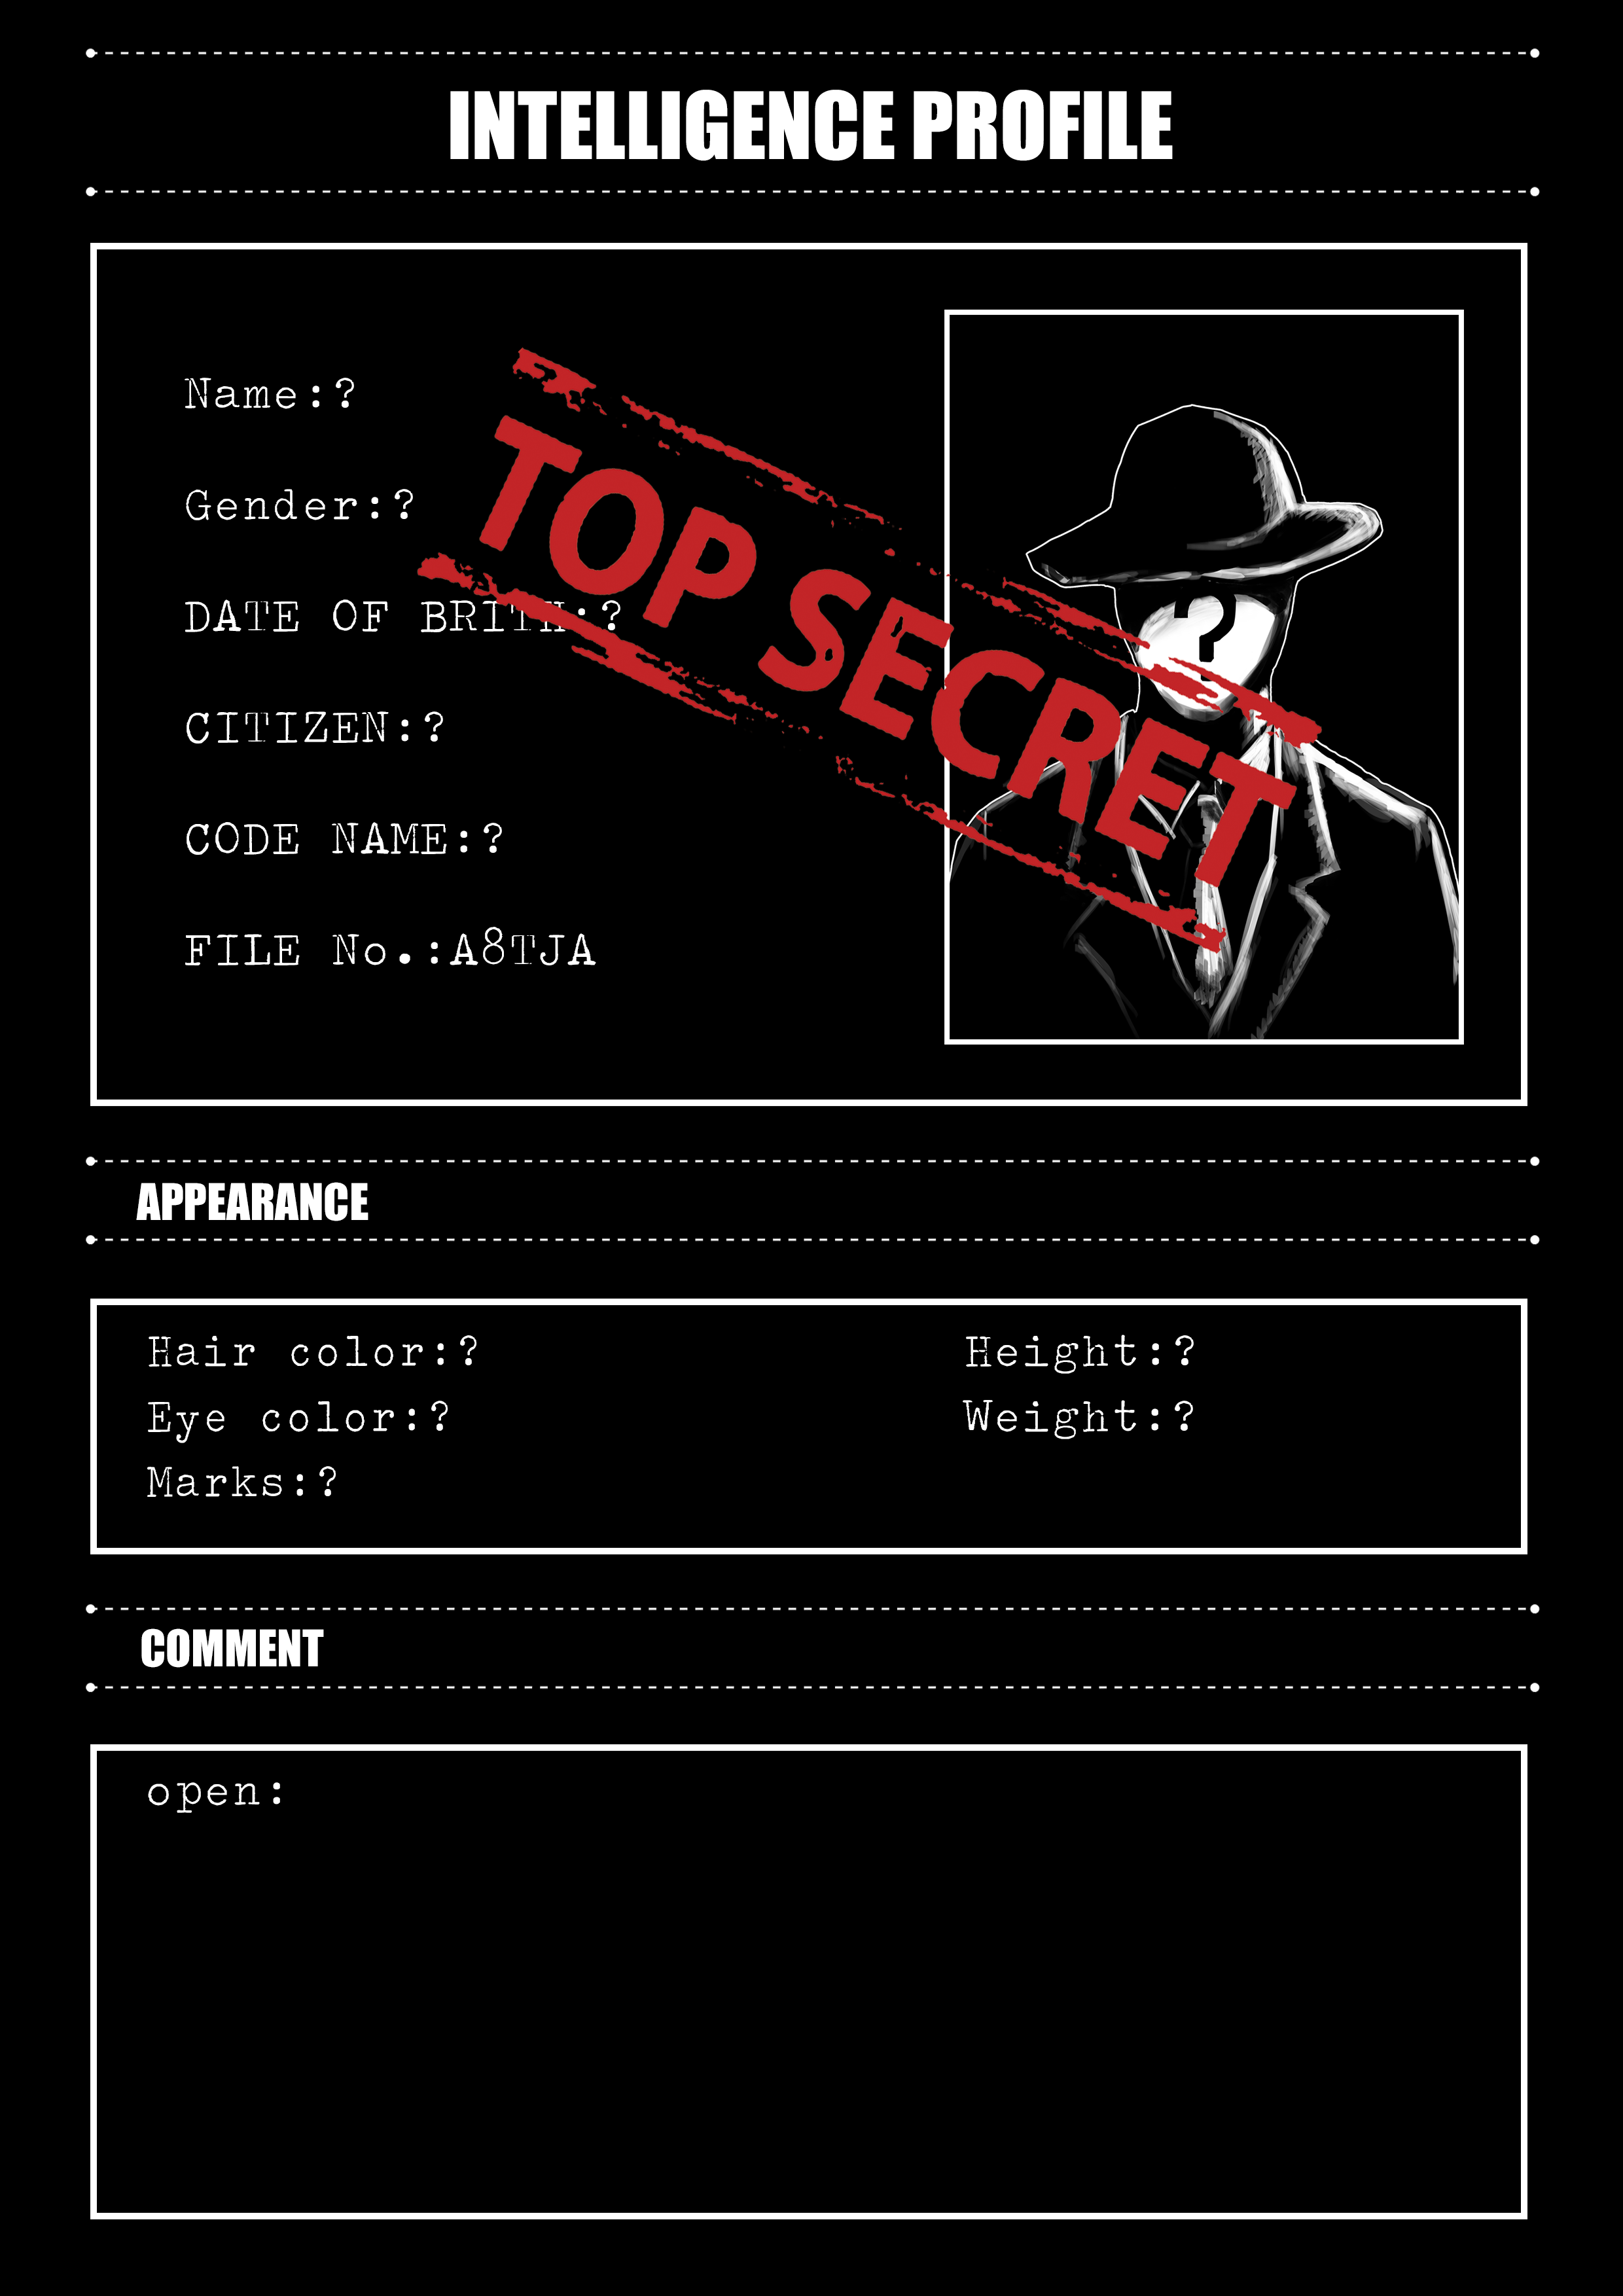 INTELLIGENCE PROFILE
Name:?
Gender:?
DATE OF BRITH:?
CITIZEN:?
CODE NAME:?
FILE No.:A8TJA
TOP SECRET
?
APPEARANCE
Hair color:?
Height:?
Eye color:?
Weight:?
Marks:?
COMMENT
open: